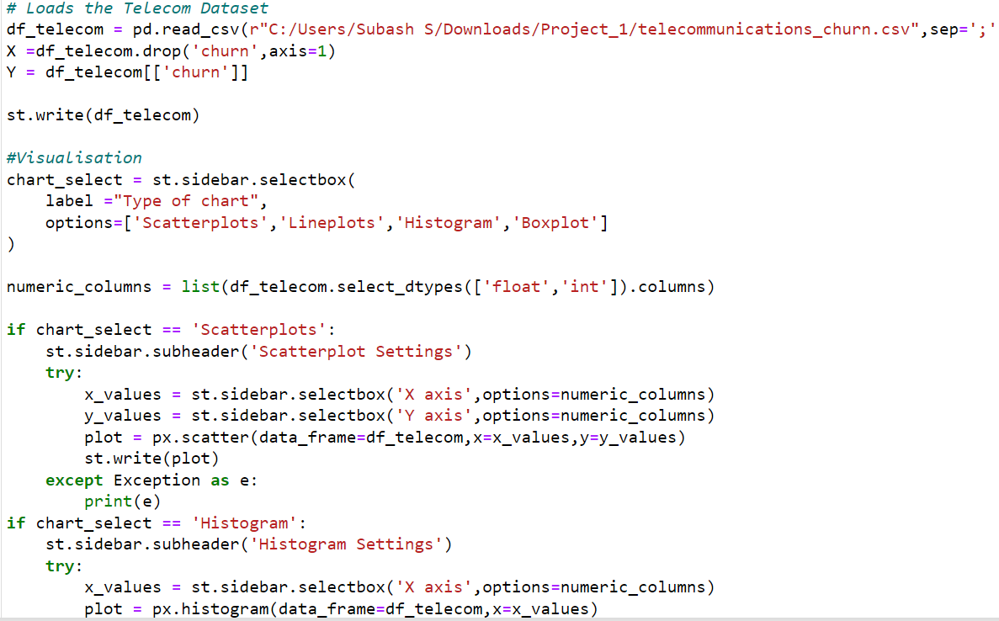 # Loads the Telecom Dataset
df_telecom = pd.read_csv(r"C:/Users/Subash S/Downloads/Project_1/telecommunications_churn.csv",sep=';'
X =df_telecom.drop('churn',axis=1)
Y = df_telecom[['churn']]

st.write(df_telecom)

#Visualisation
chart_select = st.sidebar.selectbox(
    label ="Type of chart",
    options=['Scatterplots','Lineplots','Histogram','Boxplot']
)

numeric_columns = list(df_telecom.select_dtypes(['float','int']).columns)

if chart_select == 'Scatterplots':
    st.sidebar.subheader('Scatterplot Settings')
    try:
        x_values = st.sidebar.selectbox('X axis',options=numeric_columns)
        y_values = st.sidebar.selectbox('Y axis',options=numeric_columns)
        plot = px.scatter(data_frame=df_telecom,x=x_values,y=y_values)
        st.write(plot)
    except Exception as e:
        print(e)
if chart_select == 'Histogram':
    st.sidebar.subheader('Histogram Settings')
    try:
        x_values = st.sidebar.selectbox('X axis',options=numeric_columns)
        plot = px.histogram(data_frame=df_telecom,x=x_values)